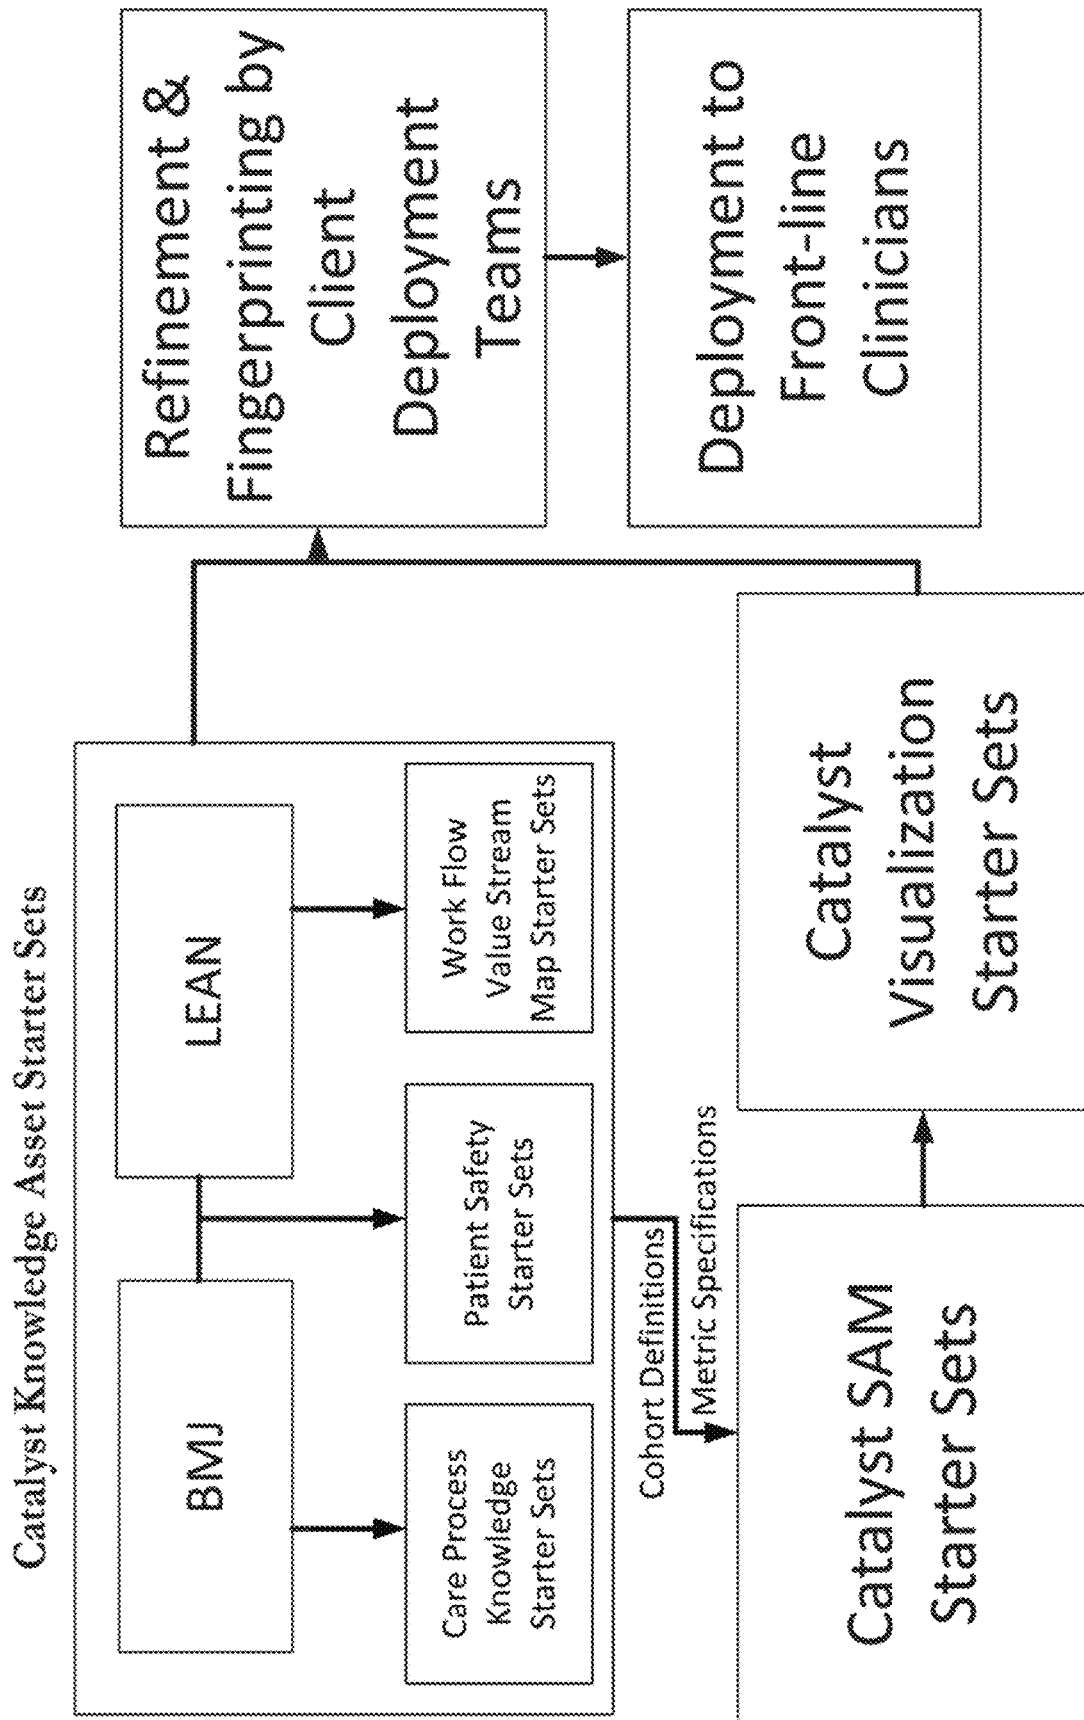 Catalyst Knowledge Asset Starter Sets
BMJ
LEAN
Care Process
Knowledge
Starter Sets
Patient Safety
Starter Sets
Work Flow
Value Stream
Map Starter Sets
Cohort Definitions
Metric Specifications
Catalyst SAM
Starter Sets
Catalyst
Visualization
Starter Sets
Refinement &
Fingerprinting by
Client
Deployment
Teams
Deployment to
Front-line
Clinicians